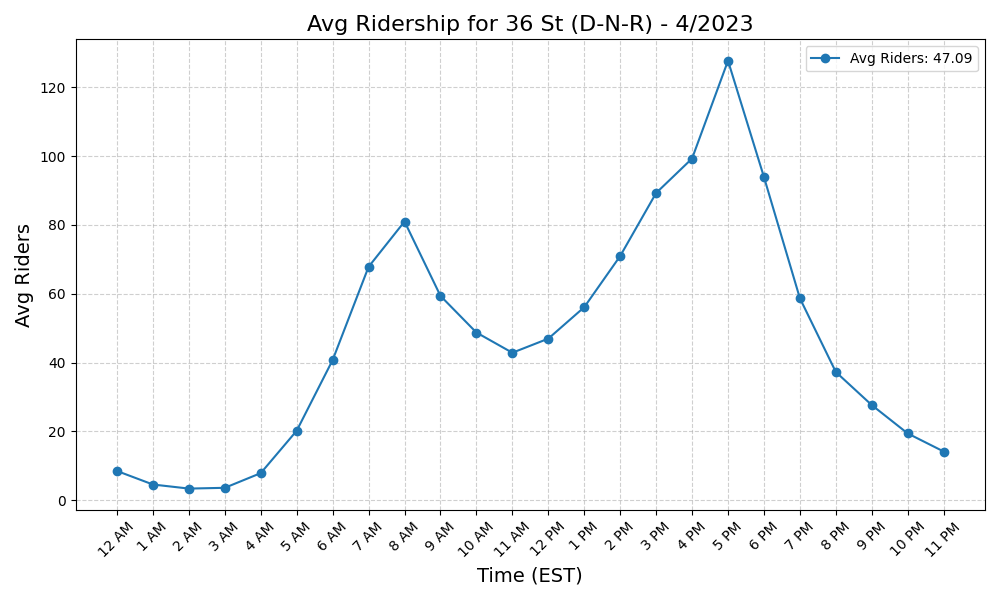 Avg Ridership for 36 St (D-N-R) - 4/2023
Avg Riders: 47.09
Avg Riders
120
100
80
60
40
20
0
12 AM
1 AM
2 AM
3 AM
4 AM
5 AM
6 AM
7 AM
8 AM
9 AM
10 AM
11 AM
12 PM
1 PM
2 PM
3 PM
4 PM
5 PM
6 PM
7 PM
8 PM
9 PM
10 PM
11 PM
Time (EST)